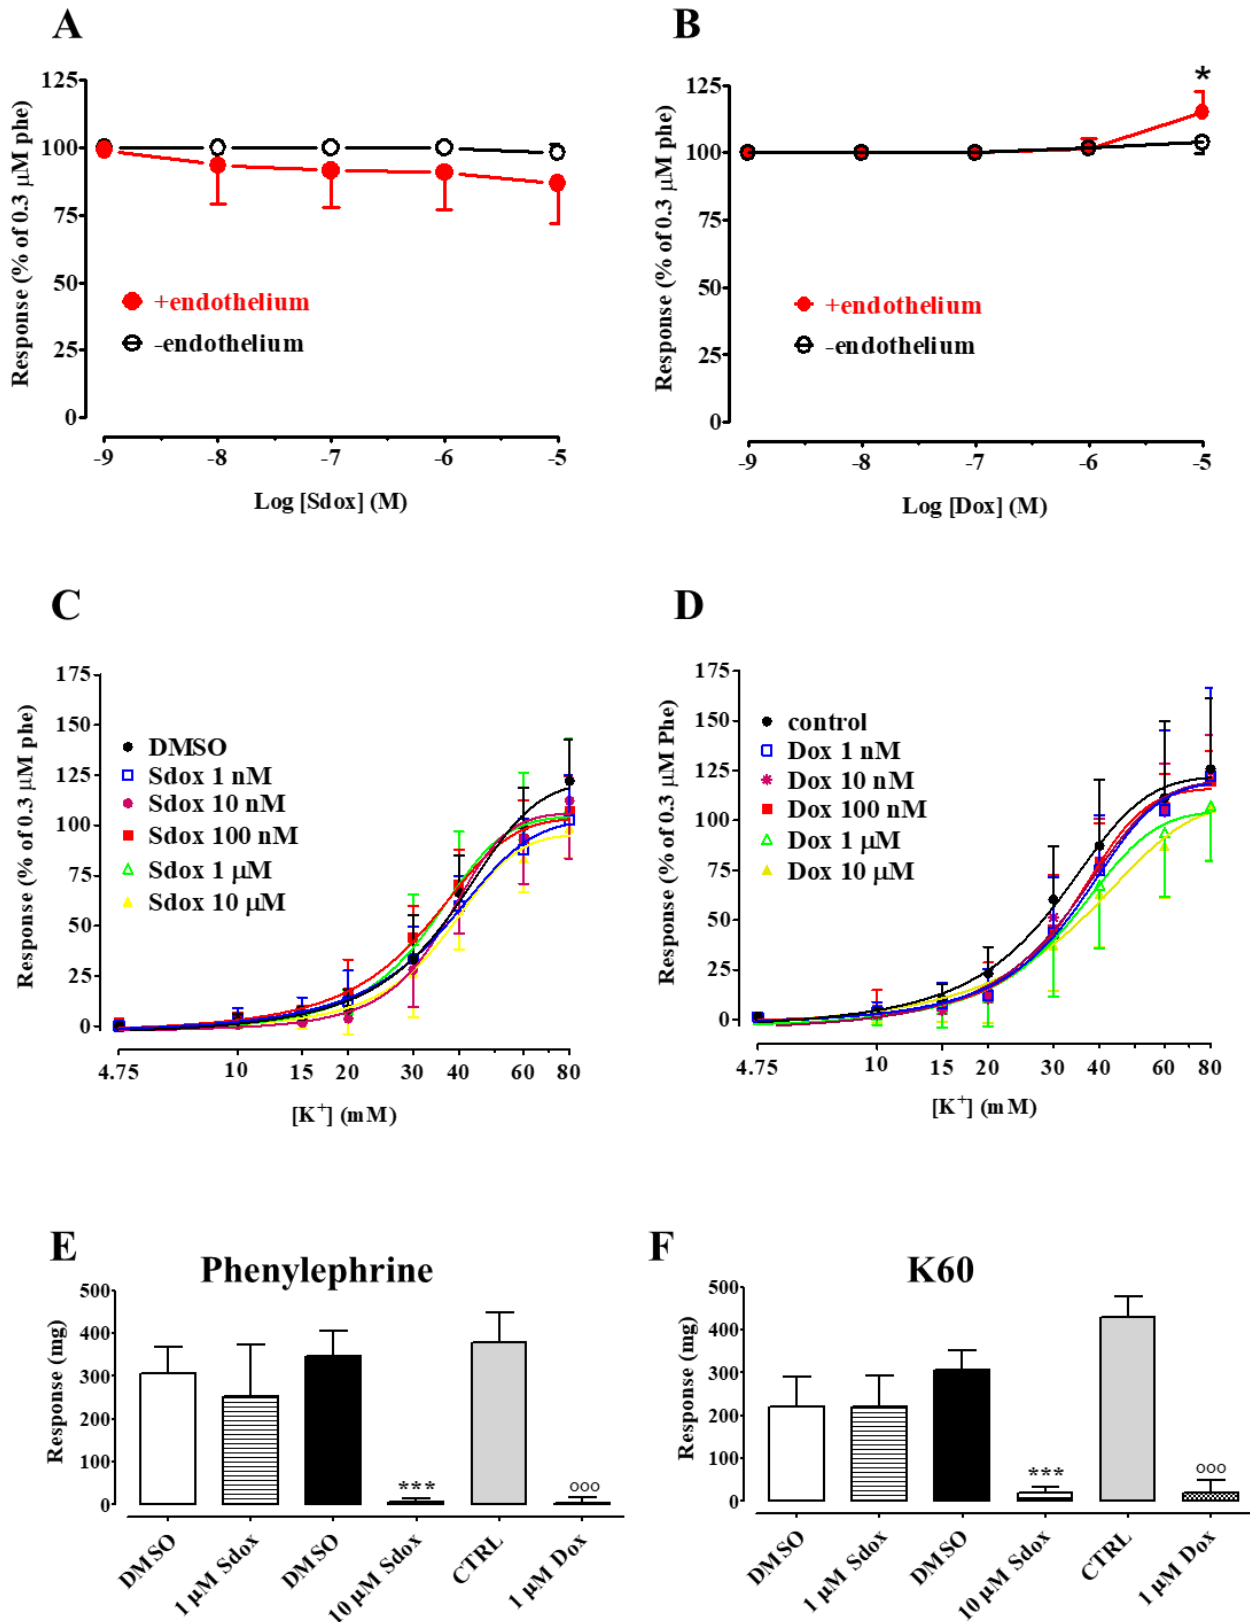 A
Response (% of 0.3 μM phe)
125
100
75
50
25
0
+endothelium
-endothelium
-9 -8 -7 -6 -5
Log [Sdox] (M)
B
Response (% of 0.3 μM phe)
125
100
75
50
25
0
*
+endothelium
-endothelium
-9 -8 -7 -6 -5
Log [Dox] (M)
C
Response (% of 0.3 μM phe)
175
150
125
100
75
50
25
0
DMSO
Sdox 1 nM
Sdox 10 nM
Sdox 100 nM
Sdox 1 μM
Sdox 10 μM
4.75 10 15 20 30 40 60 80
[K⁺] (mM)
D
Response (% of 0.3 μM Phe)
175
150
125
100
75
50
25
0
control
Dox 1 nM
Dox 10 nM
Dox 100 nM
Dox 1 μM
Dox 10 μM
4.75 10 15 20 30 40 60 80
[K⁺] (mM)
E
Phenylephrine
Response (mg)
500
400
300
200
100
0
*** ooo
DMSO 1 μM Sdox DMSO 10 μM Sdox CTRL 1 μM Dox
F
K60
Response (mg)
500
400
300
200
100
0
*** ooo
DMSO 1 μM Sdox DMSO 10 μM Sdox CTRL 1 μM Dox